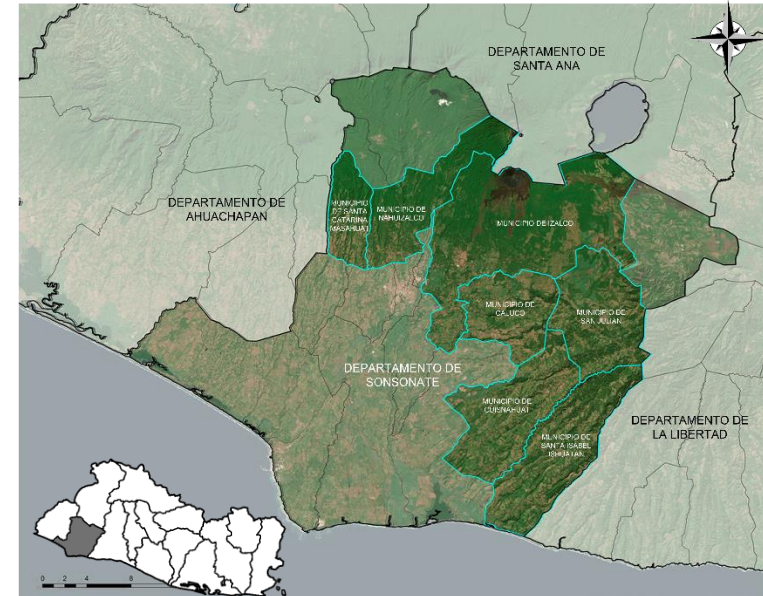 DEPARTAMENTO DE
SANTA ANA
DEPARTAMENTO DE
AHUACHAPAN
MUNICIPIO
DE SANTA
CATARINA
MASAHUAT
MUNICIPIO DE
NAHUIZALCO
MUNICIPIO DE IZALCO
MUNICIPIO DE
CALUCO
MUNICIPIO DE
SAN JULIAN
DEPARTAMENTO DE
SONSONATE
MUNICIPIO DE
CUISNAHUAT
MUNICIPIO DE
SANTA ISABEL
ISHUATAN
DEPARTAMENTO DE
LA LIBERTAD
0 2 4 8